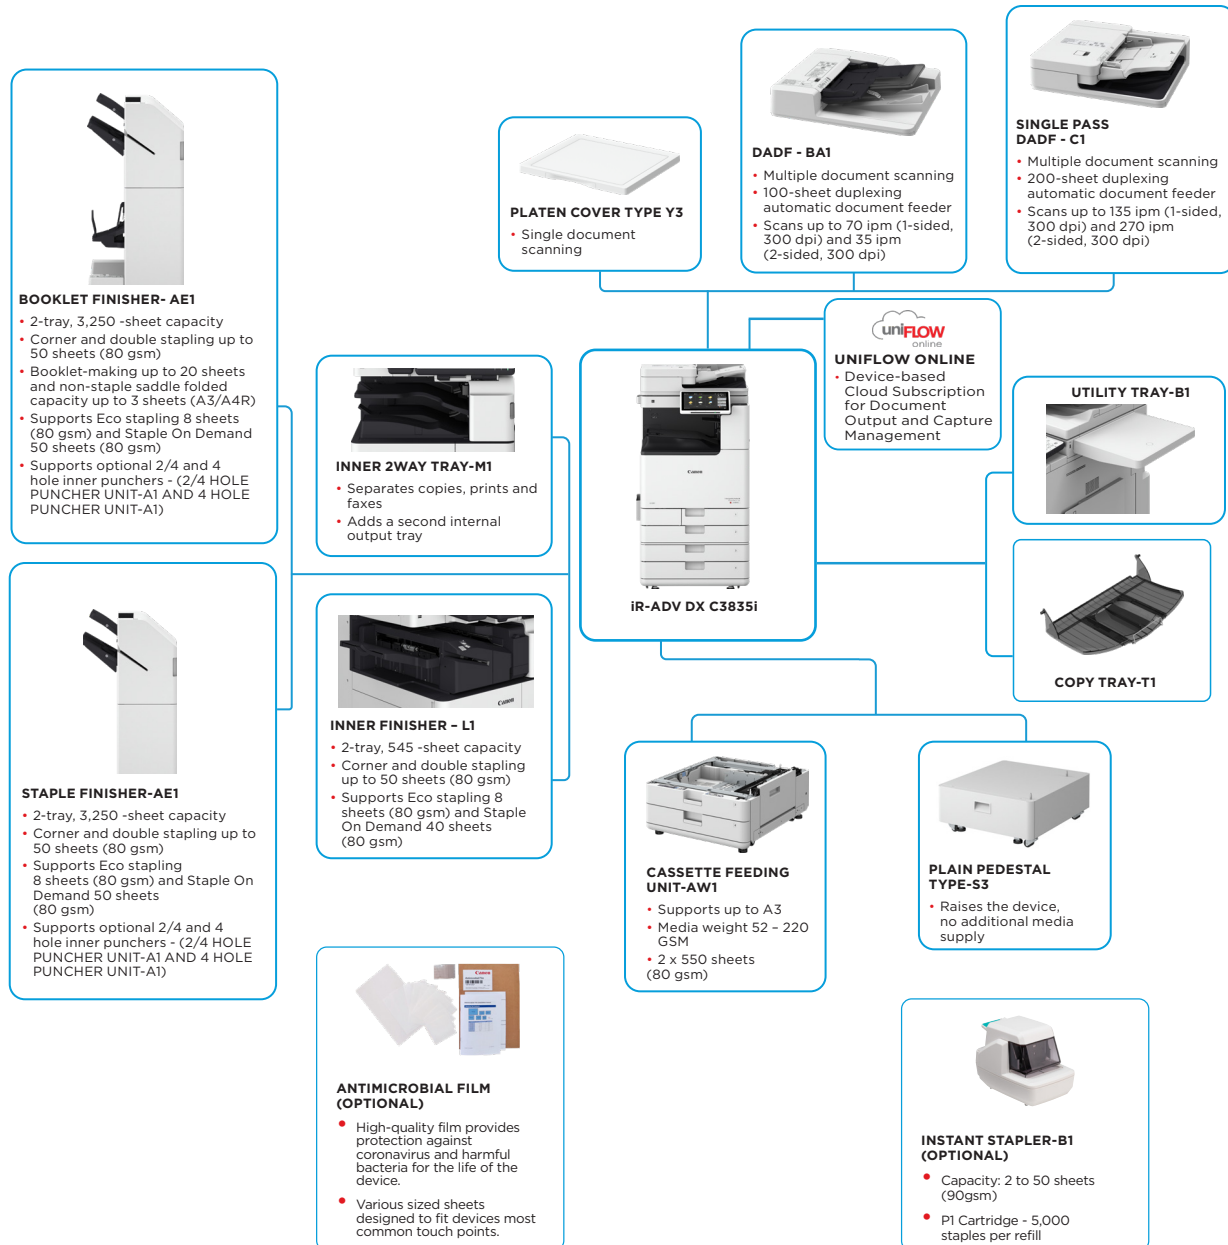 BOOKLET FINISHER- AE1
• 2-tray, 3,250 -sheet capacity
• Corner and double stapling up to
50 sheets (80 gsm)
• Booklet-making up to 20 sheets
and non-staple saddle folded
capacity up to 3 sheets (A3/A4R)
• Supports Eco stapling 8 sheets
(80 gsm) and Staple On Demand
50 sheets (80 gsm)
• Supports optional 2/4 and 4
hole inner punchers - (2/4 HOLE
PUNCHER UNIT-A1 AND 4 HOLE
PUNCHER UNIT-A1)
STAPLE FINISHER-AE1
• 2-tray, 3,250 -sheet capacity
• Corner and double stapling up to
50 sheets (80 gsm)
• Supports Eco stapling
8 sheets (80 gsm) and Staple On
Demand 50 sheets
(80 gsm)
• Supports optional 2/4 and 4
hole inner punchers - (2/4 HOLE
PUNCHER UNIT-A1 AND 4 HOLE
PUNCHER UNIT-A1)
INNER 2WAY TRAY-M1
• Separates copies, prints and
faxes
• Adds a second internal
output tray
Canon
INNER FINISHER – L1
• 2-tray, 545 -sheet capacity
• Corner and double stapling
up to 50 sheets (80 gsm)
• Supports Eco stapling 8
sheets (80 gsm) and Staple
On Demand 40 sheets
(80 gsm)
PLATEN COVER TYPE Y3
• Single document
scanning
DADF - BA1
• Multiple document scanning
• 100-sheet duplexing
automatic document feeder
• Scans up to 70 ipm (1-sided,
300 dpi) and 35 ipm
(2-sided, 300 dpi)
SINGLE PASS
DADF - C1
• Multiple document scanning
• 200-sheet duplexing
automatic document feeder
• Scans up to 135 ipm (1-sided,
300 dpi) and 270 ipm
(2-sided, 300 dpi)
uniFLOW
online
UNIFLOW ONLINE
• Device-based
Cloud Subscription
for Document
Output and Capture
Management
Canon
iR-ADV DX C3835i
UTILITY TRAY-B1
COPY TRAY-T1
CASSETTE FEEDING
UNIT-AW1
• Supports up to A3
• Media weight 52 – 220
GSM
• 2 x 550 sheets
(80 gsm)
PLAIN PEDESTAL
TYPE-S3
• Raises the device,
no additional media
supply
Canon
ANTIMICROBIAL FILM
(OPTIONAL)
• High-quality film provides
protection against
coronavirus and harmful
bacteria for the life of the
device.
• Various sized sheets
designed to fit devices most
common touch points.
INSTANT STAPLER-B1
(OPTIONAL)
• Capacity: 2 to 50 sheets
(90gsm)
• P1 Cartridge - 5,000
staples per refill